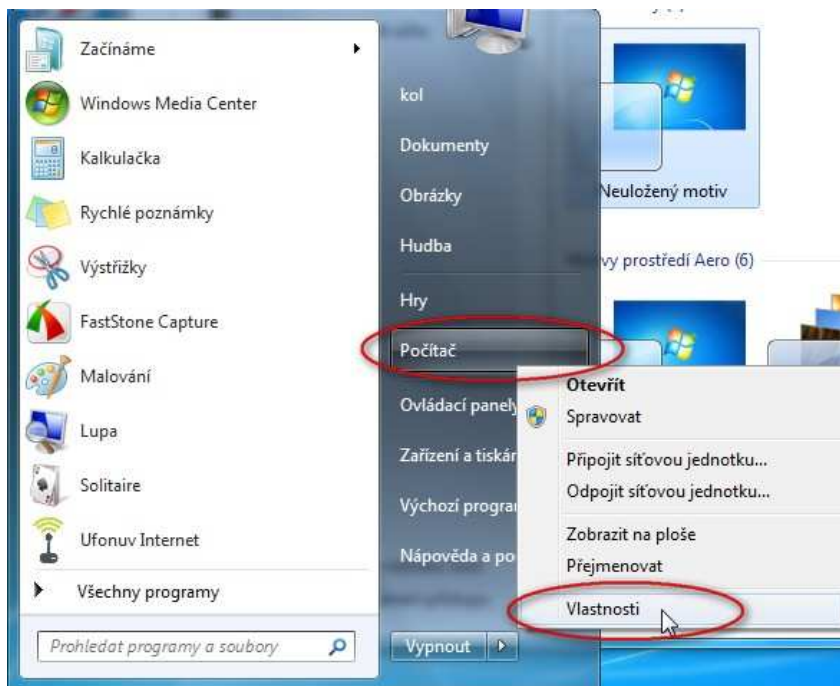 Začínáme
Windows Media Center
Kalkulačka
Rychlé poznámky
Výstřižky
FastStone Capture
Malování
Lupa
Solitaire
Ufonuv Internet
Všechny programy
Prohledat programy a soubory
kol
Dokumenty
Obrázky
Hudba
Hry
Počítač
Ovládací panely
Zařízení a tiskár
Výchozí progra
Nápověda a po
Vypnout
Otevřít
Spravovat
Připojit síťovou jednotku...
Odpojit síťovou jednotku...
Zobrazit na ploše
Přejmenovat
Vlastnosti
Neuložený motiv
vy prostředí Aero (6)